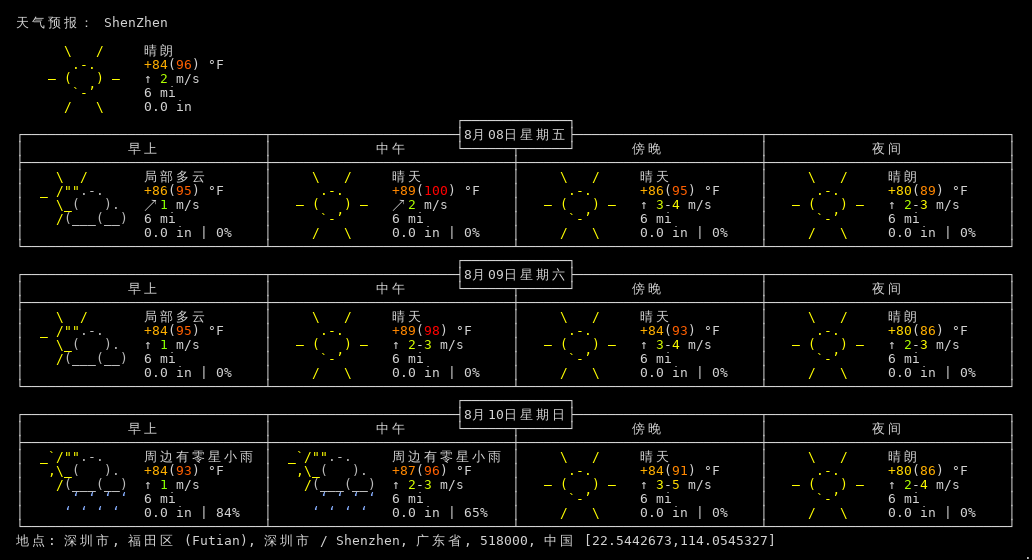 天气预报： ShenZhen
晴朗
+84(96) °F
↑ 2 m/s
6 mi
0.0 in
8月08日星期五
早上 中午 傍晚 夜间
局部多云 晴天 晴天 晴朗
+86(95) °F +89(100) °F +86(95) °F +80(89) °F
↗1 m/s ↗2 m/s ↑ 3-4 m/s ↑ 2-3 m/s
6 mi 6 mi 6 mi 6 mi
0.0 in | 0% 0.0 in | 0% 0.0 in | 0% 0.0 in | 0%
8月09日星期六
早上 中午 傍晚 夜间
局部多云 晴天 晴天 晴朗
+84(95) °F +89(98) °F +84(93) °F +80(86) °F
↑ 1 m/s ↑ 2-3 m/s ↑ 3-4 m/s ↑ 2-3 m/s
6 mi 6 mi 6 mi 6 mi
0.0 in | 0% 0.0 in | 0% 0.0 in | 0% 0.0 in | 0%
8月10日星期日
早上 中午 傍晚 夜间
周边有零星小雨 周边有零星小雨 晴天 晴朗
+84(93) °F +87(96) °F +84(91) °F +80(86) °F
↑ 1 m/s ↑ 2-3 m/s ↑ 3-5 m/s ↑ 2-4 m/s
6 mi 6 mi 6 mi 6 mi
0.0 in | 84% 0.0 in | 65% 0.0 in | 0% 0.0 in | 0%
地点: 深圳市, 福田区 (Futian), 深圳市 / Shenzhen, 广东省, 518000, 中国 [22.5442673,114.0545327]